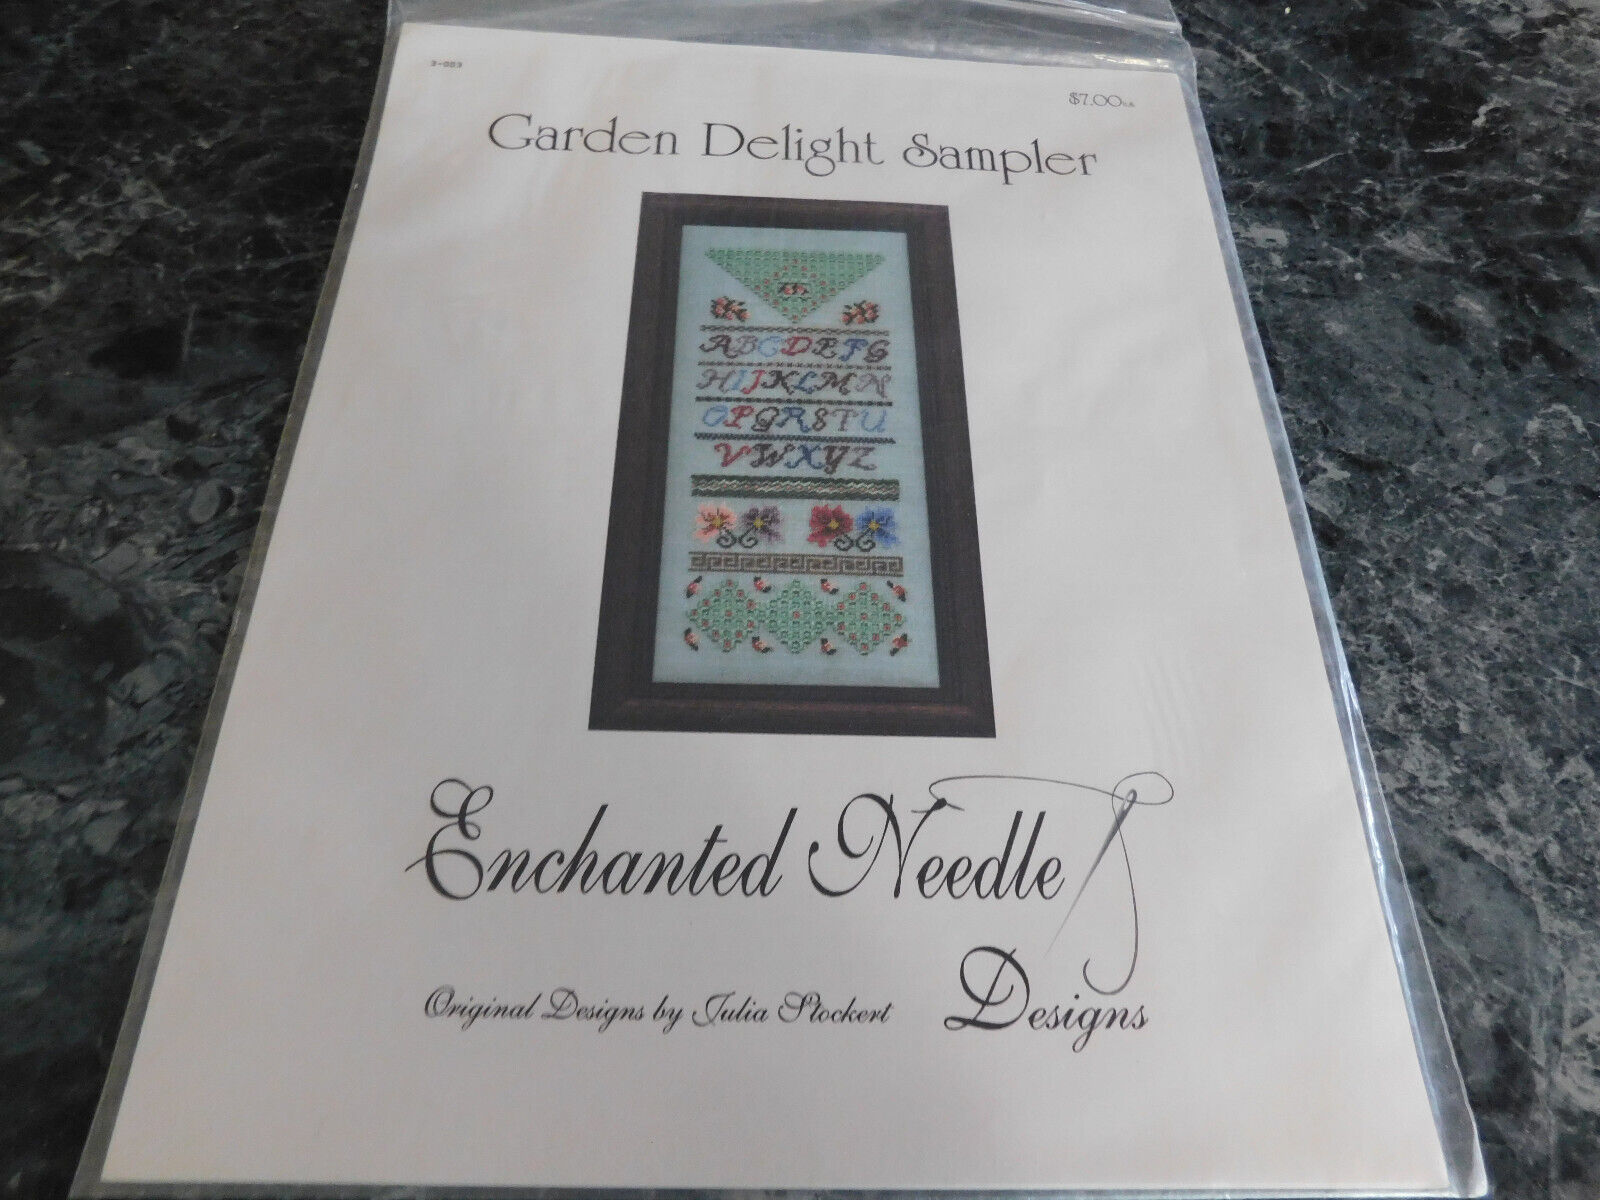 $7.00
Garden Delight Sampler
ABCDEFG
HIJKLMN
OPQRSTU
VWXYZ
Enchanted Needle
Designs
Original Designs by Julia Stockert